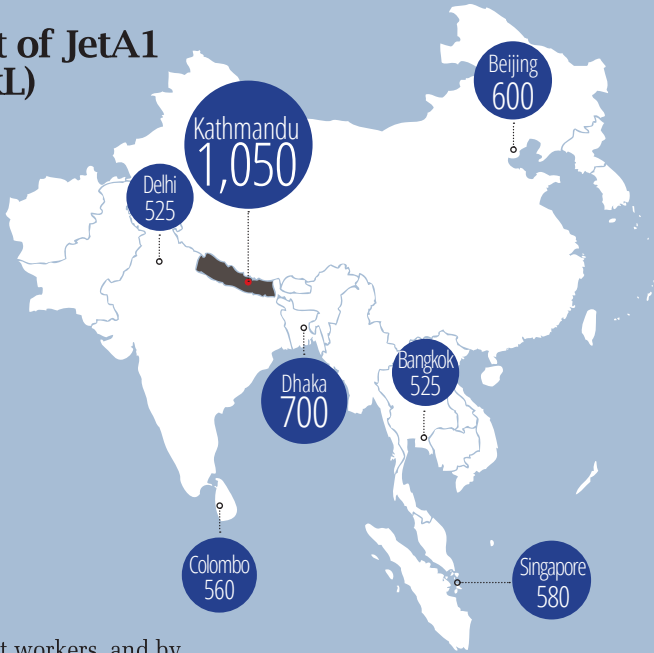 t of JetA1
L)
Beijing
600
Kathmandu
1,050
Delhi
525
Bangkok
525
Dhaka
700
Colombo
560
Singapore
580
t workers, and by